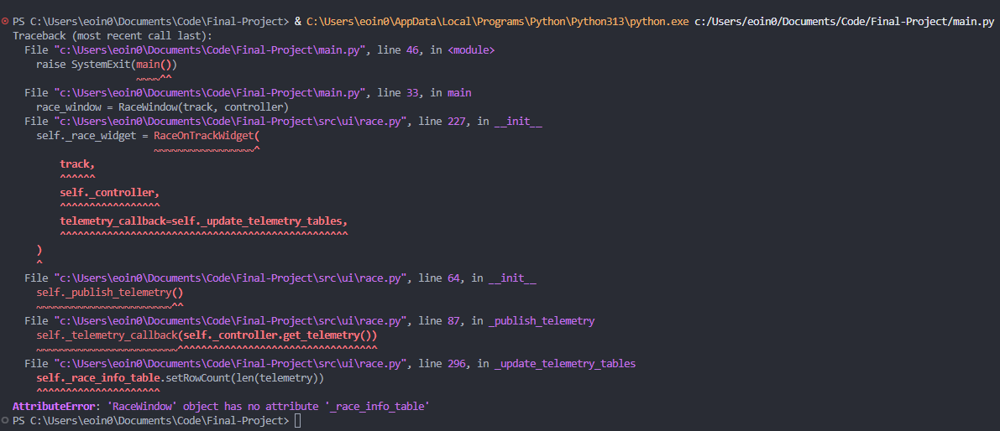 PS C:\Users\eoin0\Documents\Code\Final-Project> & C:\Users\eoin0\AppData\Local\Programs\Python\Python313\python.exe c:/Users/eoin0/Documents/Code/Final-Project/main.py
Traceback (most recent call last):
  File "c:\Users\eoin0\Documents\Code\Final-Project\main.py", line 46, in <module>
    raise SystemExit(main())
                     ~~~~^^
  File "c:\Users\eoin0\Documents\Code\Final-Project\main.py", line 33, in main
    race_window = RaceWindow(track, controller)
  File "c:\Users\eoin0\Documents\Code\Final-Project\src\ui\race.py", line 227, in __init__
    self._race_widget = RaceOnTrackWidget(
                        ~~~~~~~~~~~~~~~~~^
        track,
        ^^^^^^
        self._controller,
        ^^^^^^^^^^^^^^^^^
        telemetry_callback=self._update_telemetry_tables,
        ^^^^^^^^^^^^^^^^^^^^^^^^^^^^^^^^^^^^^^^^^^^^^^^^^
    )
    ^
  File "c:\Users\eoin0\Documents\Code\Final-Project\src\ui\race.py", line 64, in __init__
    self._publish_telemetry()
    ~~~~~~~~~~~~~~~~~~~~~~~^^
  File "c:\Users\eoin0\Documents\Code\Final-Project\src\ui\race.py", line 87, in _publish_telemetry
    self._telemetry_callback(self._controller.get_telemetry())
    ~~~~~~~~~~~~~~~~~~~~~~~~^^^^^^^^^^^^^^^^^^^^^^^^^^^^^^^^^^
  File "c:\Users\eoin0\Documents\Code\Final-Project\src\ui\race.py", line 296, in _update_telemetry_tables
    self._race_info_table.setRowCount(len(telemetry))
    ^^^^^^^^^^^^^^^^^^^^^
AttributeError: 'RaceWindow' object has no attribute '_race_info_table'
PS C:\Users\eoin0\Documents\Code\Final-Project>